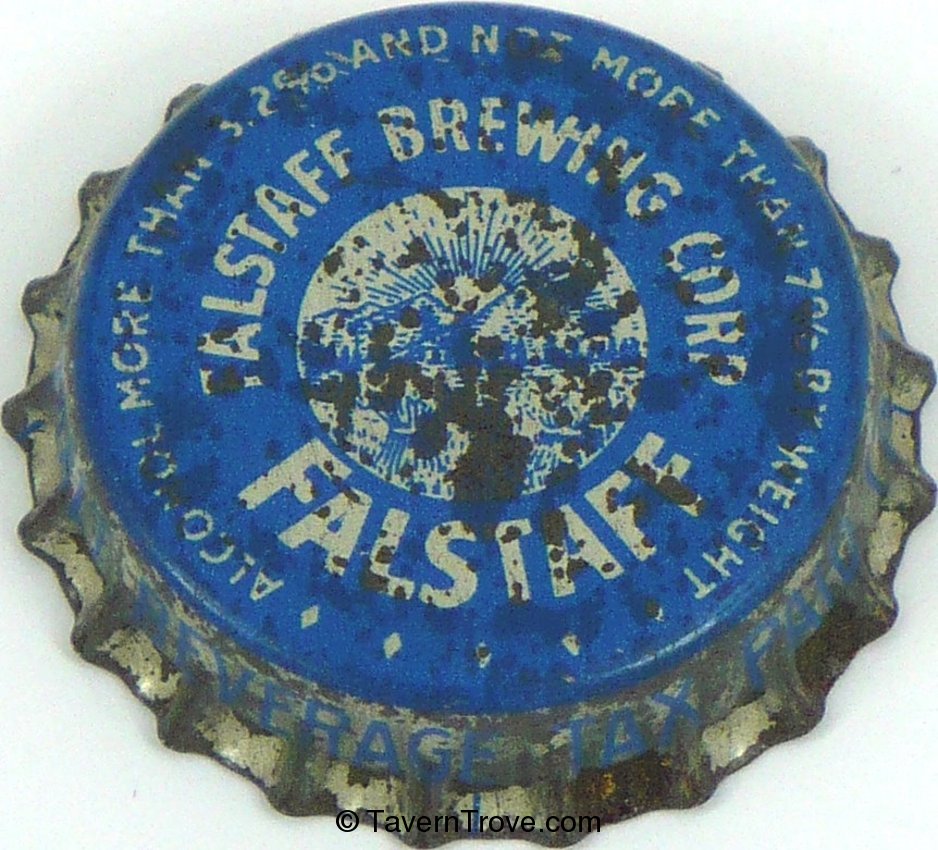 ALCOHOL MORE THAN 3.2% AND NOT MORE THAN 7% BY WEIGHT
FALSTAFF BREWING CORP
FALSTAFF
BEVERAGE TAX PAID
© TavernTrove.com